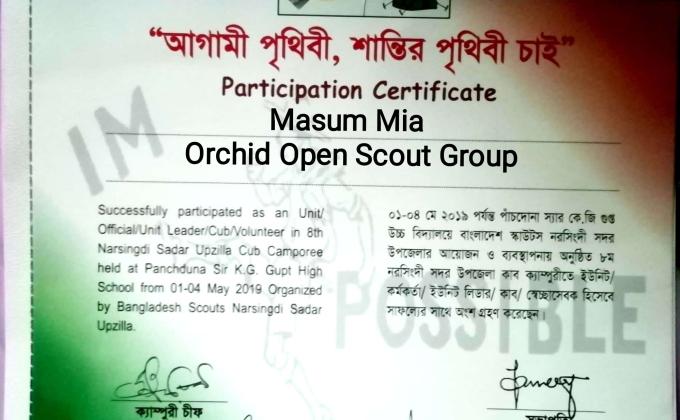 “আগামী পৃথিবী, শান্তির পৃথিবী চাই”
Participation Certificate
Masum Mia
Orchid Open Scout Group
IM
POSSIBLE
Successfully participated as an Unit/
Official/Unit Leader/Cub/Volunteer in 8th
Narsingdi Sadar Upzilla Cub Camporee
held at Panchduna Sir K.G. Gupt High
School from 01-04 May 2019 Organized
by Bangladesh Scouts Narsingdi Sadar
Upzilla.
০১-০৪ মে ২০১৯ পর্যন্ত পাঁচদোনা স্যার কে.জি গুপ্ত
উচ্চ বিদ্যালয়ে বাংলাদেশ স্কাউটস নরসিংদী সদর
উপজেলার আয়োজন ও ব্যবস্থাপনায় অনুষ্ঠিত ৮ম
নরসিংদী সদর উপজেলা কাব ক্যাম্পুরীতে ইউনিট/
কর্মকর্তা/ ইউনিট লিডার/ কাব/ স্বেচ্ছাসেবক হিসেবে
সাফল্যের সাথে অংশ গ্রহণ করেছেন।
ক্যাম্পুরী চীফ
সভাপতি